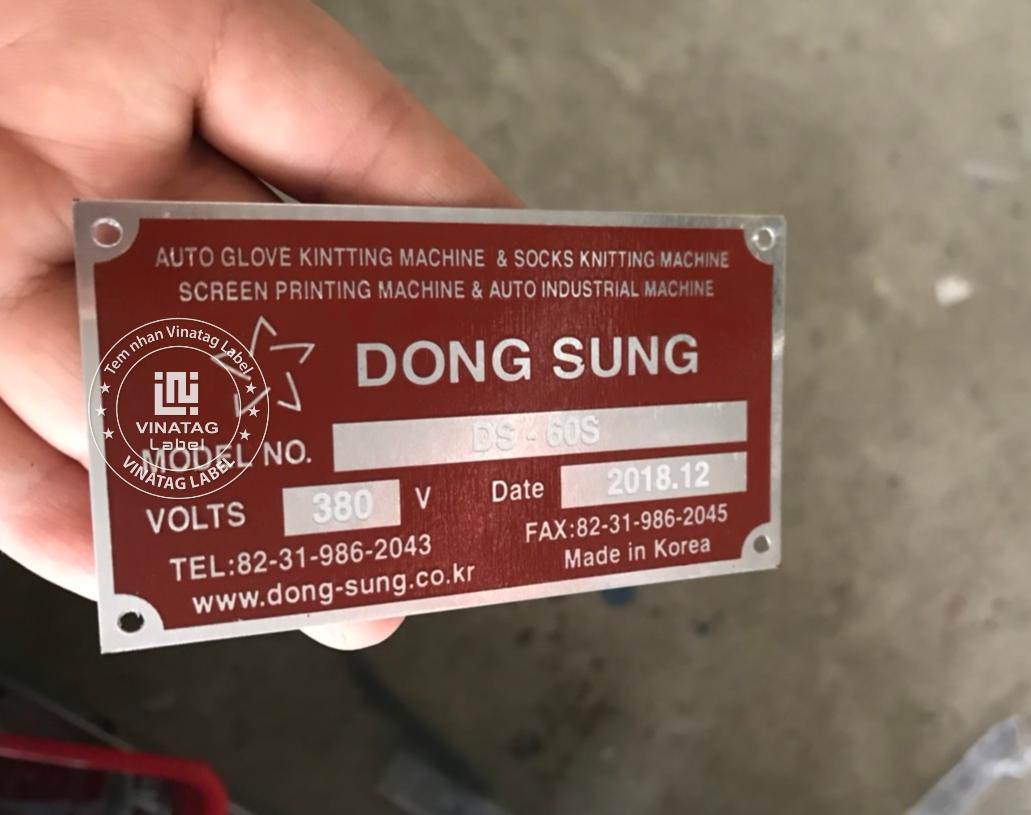 AUTO GLOVE KINTTING MACHINE & SOCKS KNITTING MACHINE
SCREEN PRINTING MACHINE & AUTO INDUSTRIAL MACHINE
DONG SUNG
MODEL NO. DS - 60S
VOLTS 380 V Date 2018.12
TEL:82-31-986-2043 FAX:82-31-986-2045
www.dong-sung.co.kr Made in Korea
Tem nhan Vinatag Label
VINATAG
Label
VINATAG LABEL